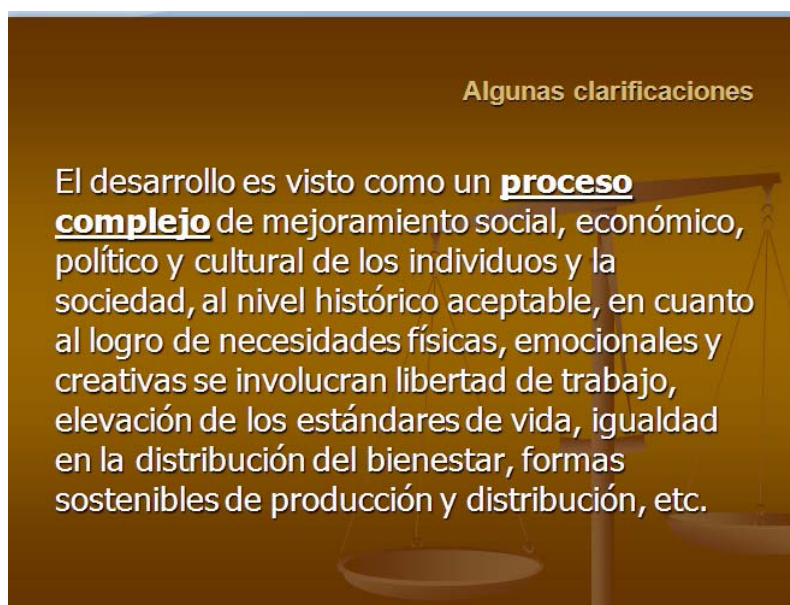 Algunas clarificaciones
El desarrollo es visto como un proceso
complejo de mejoramiento social, económico,
político y cultural de los individuos y la
sociedad, al nivel histórico aceptable, en cuanto
al logro de necesidades físicas, emocionales y
creativas se involucran libertad de trabajo,
elevación de los estándares de vida, igualdad
en la distribución del bienestar, formas
sostenibles de producción y distribución, etc.